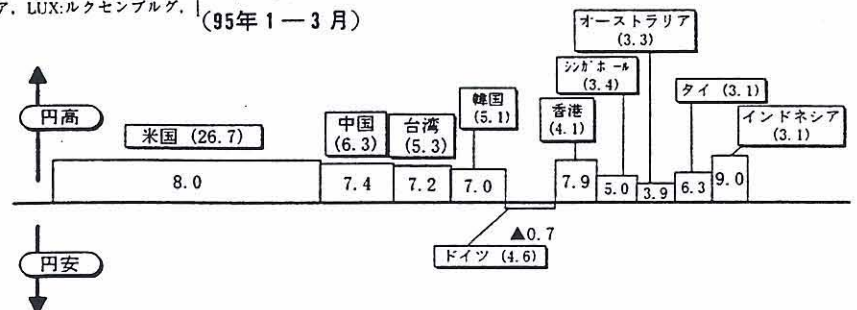 ア, LUX:ルクセンブルグ,
(95年1―3月)
オーストラリア
(3.3)
シンガポール
(3.4)
韓国
(5.1)
タイ (3.1)
円高
米国 (26.7)
中国
(6.3)
台湾
(5.3)
香港
(4.1)
インドネシア
(3.1)
8.0
7.4
7.2
7.0
7.9
5.0
3.9
6.3
9.0
▲0.7
ドイツ (4.6)
円安